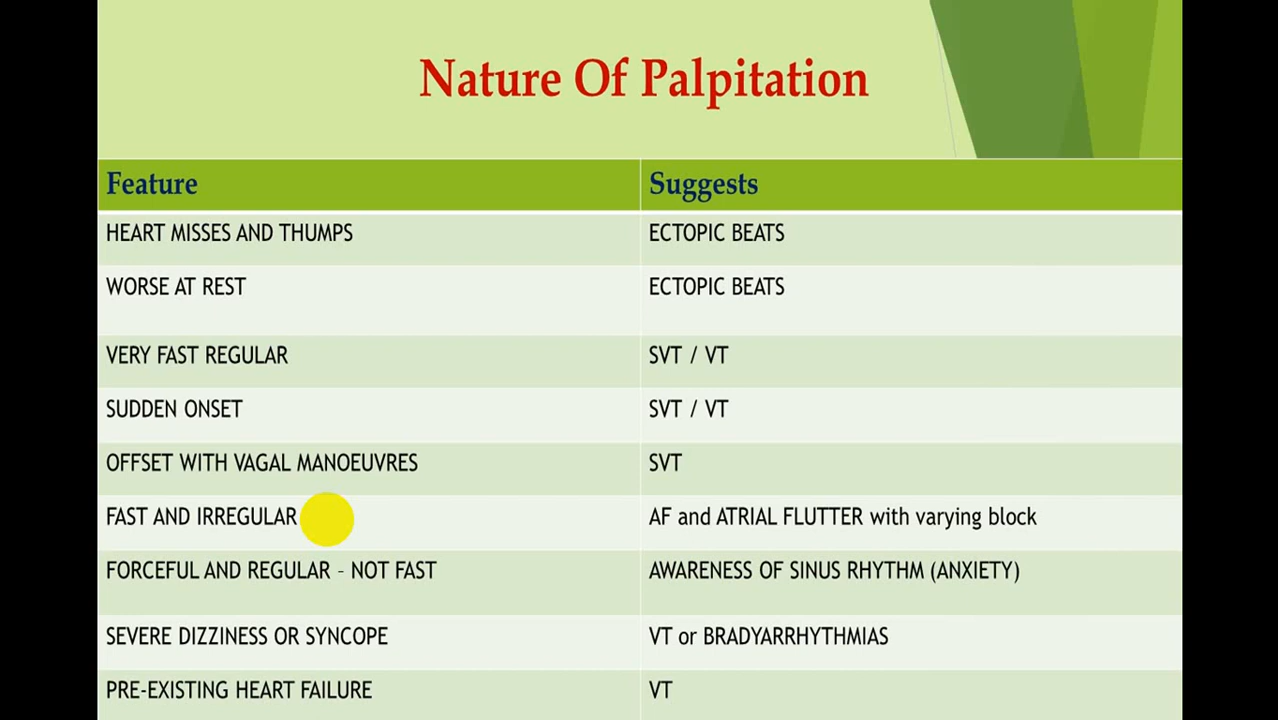 Nature Of Palpitation
Feature Suggests
HEART MISSES AND THUMPS ECTOPIC BEATS
WORSE AT REST ECTOPIC BEATS
VERY FAST REGULAR SVT / VT
SUDDEN ONSET SVT / VT
OFFSET WITH VAGAL MANOEUVRES SVT
FAST AND IRREGULAR AF and ATRIAL FLUTTER with varying block
FORCEFUL AND REGULAR – NOT FAST AWARENESS OF SINUS RHYTHM (ANXIETY)
SEVERE DIZZINESS OR SYNCOPE VT or BRADYARRHYTHMIAS
PRE-EXISTING HEART FAILURE VT